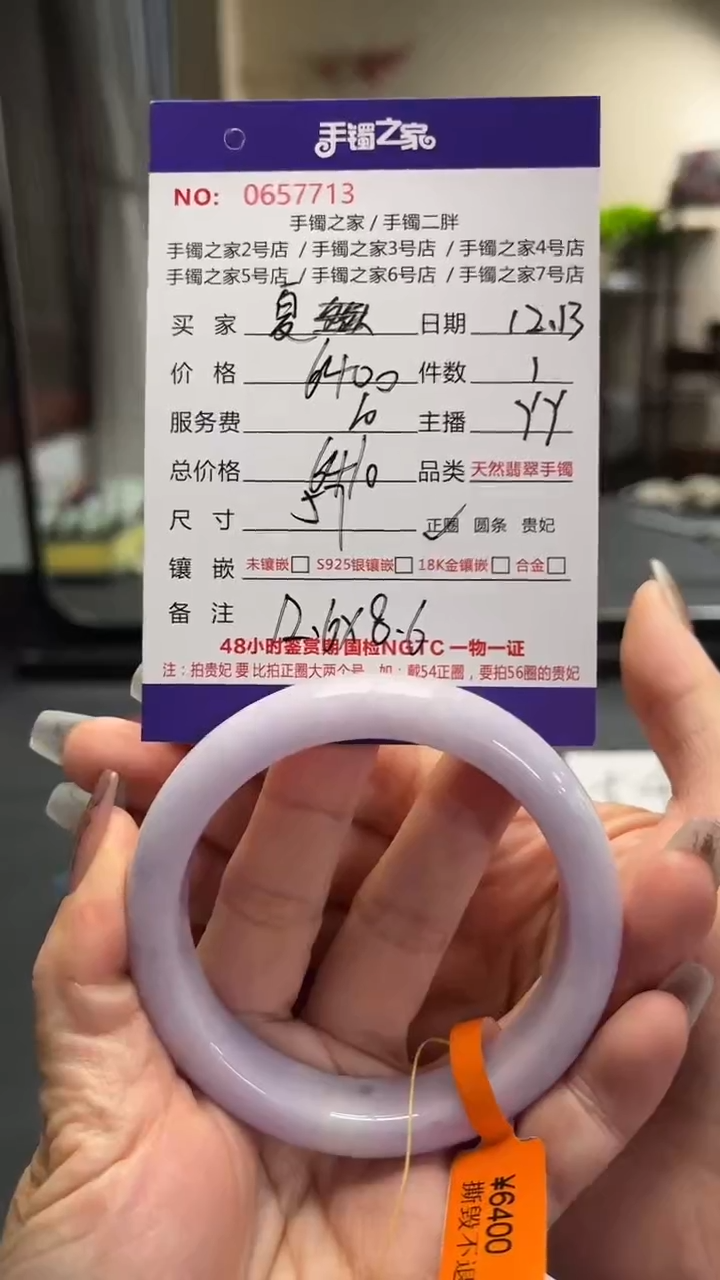 手镯之家
NO: 0657713
手镯之家 / 手镯二胖
手镯之家2号店 / 手镯之家3号店 / 手镯之家4号店
手镯之家5号店 / 手镯之家6号店 / 手镯之家7号店
买 家 夏 日期 12.13
价 格 6400 件数 1
服务费 10 主播 YY
总价格 6410 品类 天然翡翠手镯
尺 寸 57 正圈 圆条 贵妃
镶 嵌 未镶嵌 S925银镶嵌 18K金镶嵌 合金
备 注 12.6x8.6
48小时鉴赏期 国检NGTC 一物一证
注：拍贵妃 要 比拍正圈大两个号 如：戴54正圈，要拍56圈的贵妃
¥6400
撕毁不退